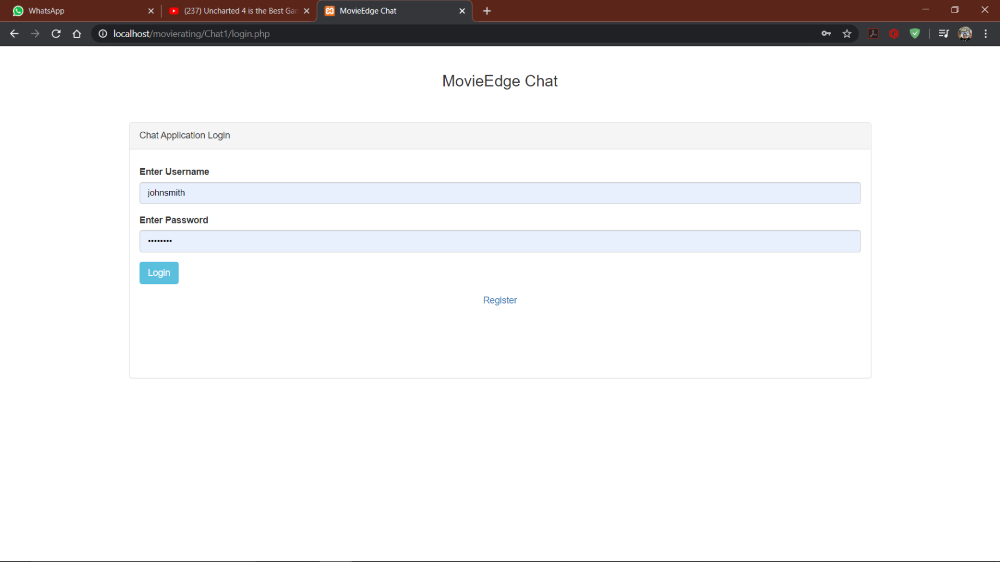 WhatsApp
(237) Uncharted 4 is the Best Gam
MovieEdge Chat
localhost/movierating/Chat1/login.php
MovieEdge Chat
Chat Application Login
Enter Username
johnsmith
Enter Password
••••••••
Login
Register